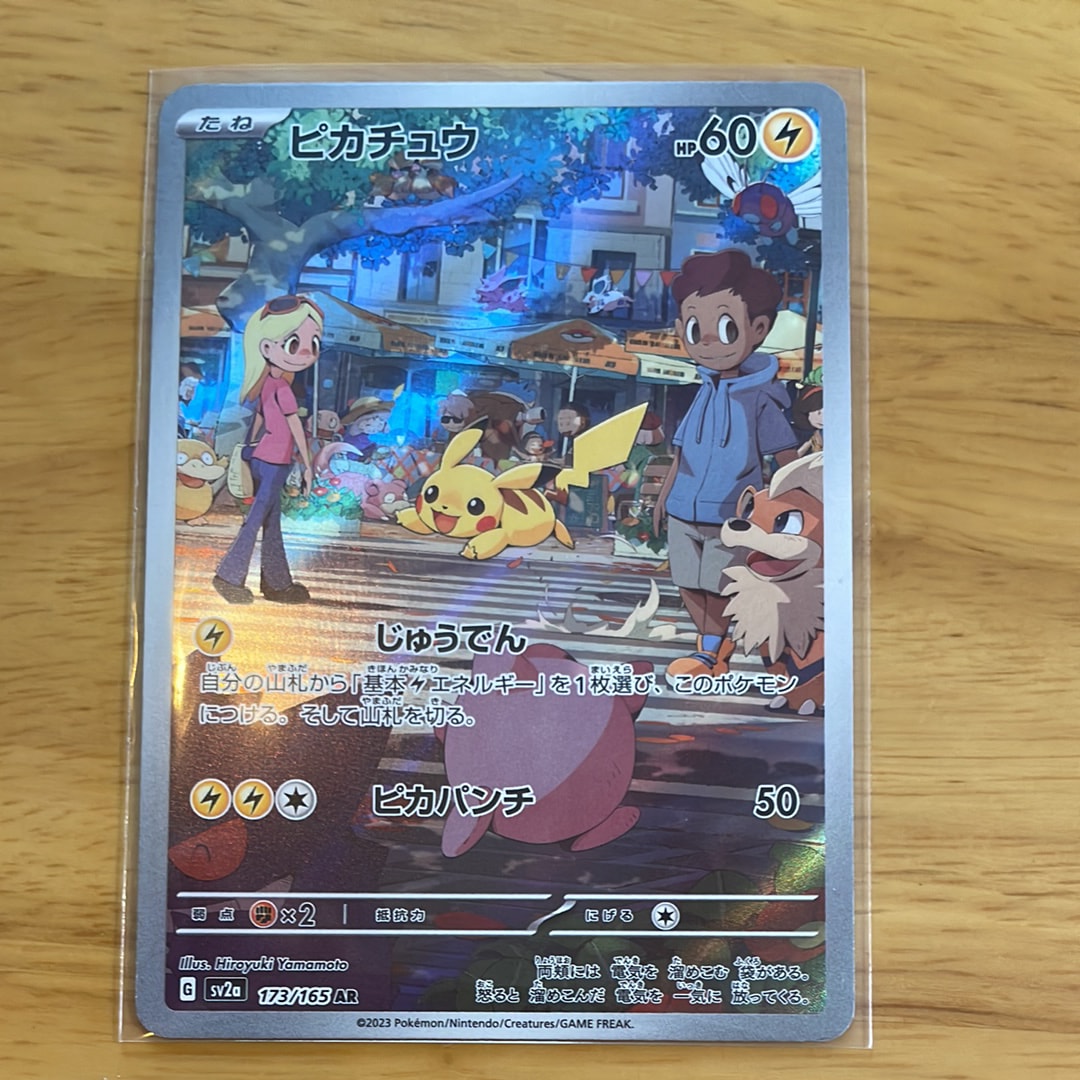 たね
ピカチュウ
HP60
じゅうでん
自分の山札から「基本エネルギー」を1枚選び、このポケモン
につける。そして山札を切る。
ピカパンチ 50
弱点 ×2 抵抗力 にげる
Illus. Hiroyuki Yamamoto
両頬には 電気を 溜めこむ 袋がある。
怒ると 溜めこんだ 電気を 一気に 放ってくる。
G sv2a 173/165 AR
©2023 Pokémon/Nintendo/Creatures/GAME FREAK.